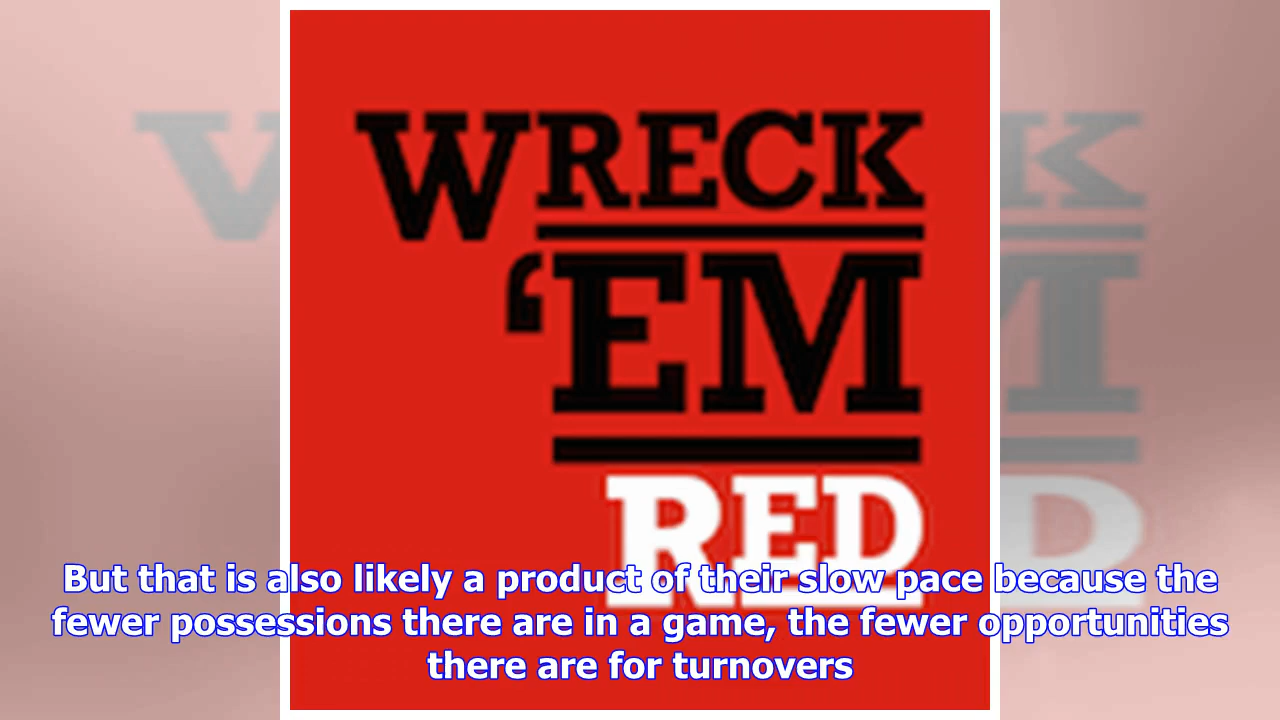 WRECK
‘EM
RED
But that is also likely a product of their slow pace because the
fewer possessions there are in a game, the fewer opportunities
there are for turnovers